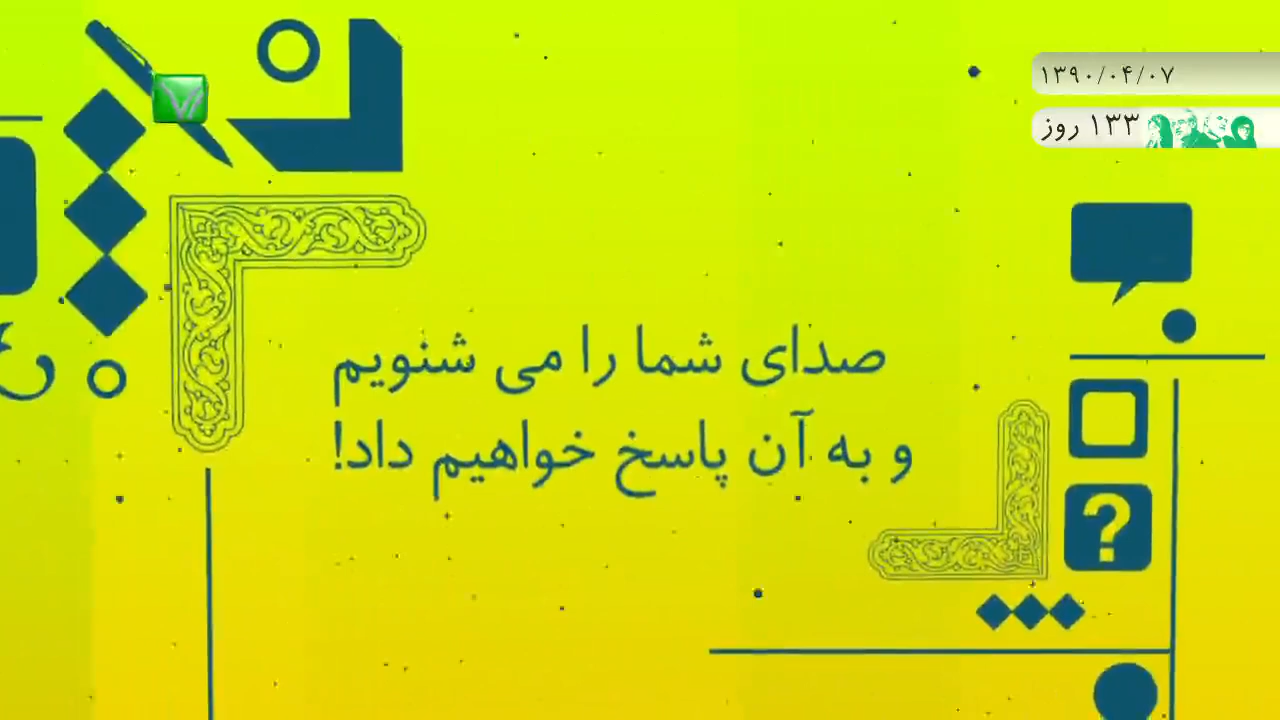 ۱۳۹۰/۰۴/۰۷
۱۳۳ روز
صدای شما را می شنویم
و به آن پاسخ خواهیم داد!
?